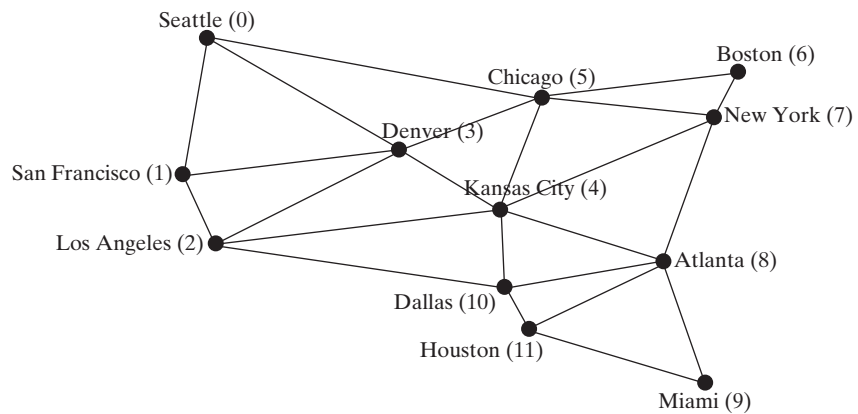 Seattle (0)
Boston (6)
Chicago (5)
New York (7)
Denver (3)
San Francisco (1)
Kansas City (4)
Los Angeles (2)
Atlanta (8)
Dallas (10)
Houston (11)
Miami (9)